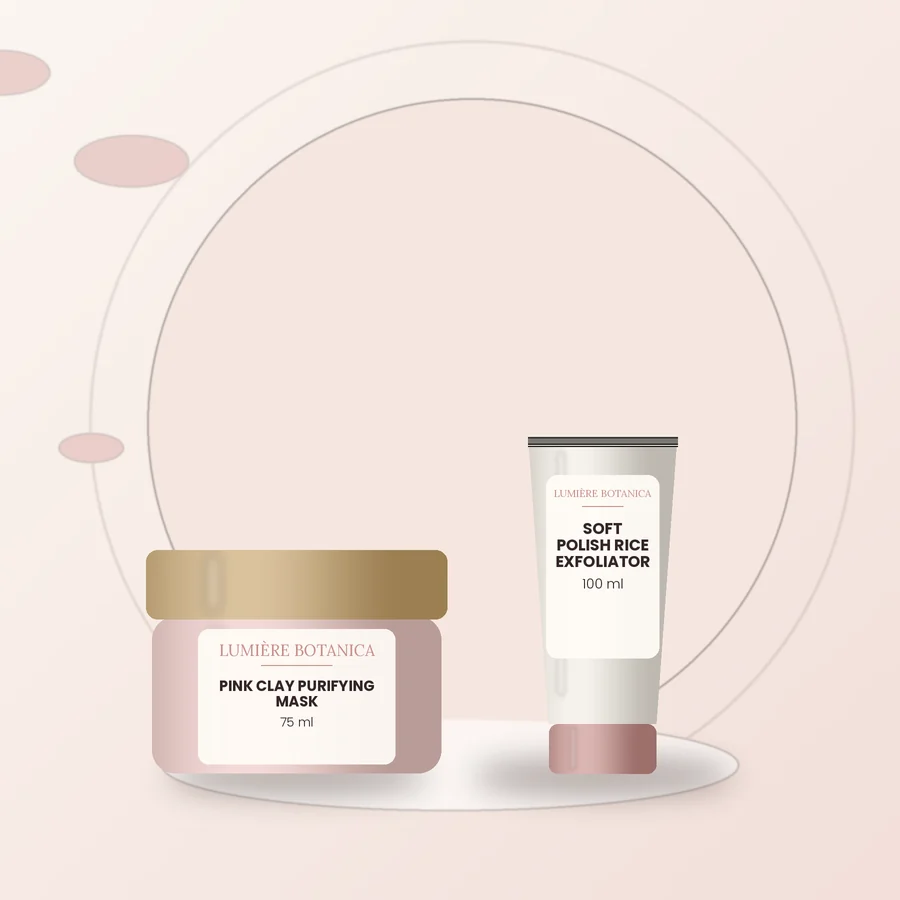 LUMIÈRE BOTANICA
PINK CLAY PURIFYING
MASK
75 ml
LUMIÈRE BOTANICA
SOFT
POLISH RICE
EXFOLIATOR
100 ml